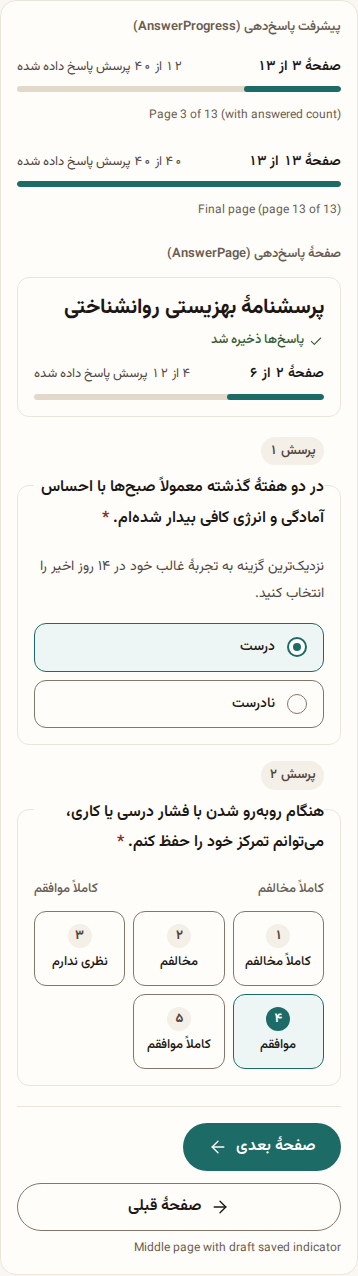 پیشرفت پاسخ‌دهی (AnswerProgress)
صفحهٔ ۳ از ۱۳
۱۲ از ۴۰ پرسش پاسخ داده شده
Page 3 of 13 (with answered count)
صفحهٔ ۱۳ از ۱۳
۴۰ از ۴۰ پرسش پاسخ داده شده
Final page (page 13 of 13)
صفحهٔ پاسخ‌دهی (AnswerPage)
پرسشنامهٔ بهزیستی روانشناختی
پاسخ‌ها ذخیره شد
صفحهٔ ۲ از ۶
۴ از ۱۲ پرسش پاسخ داده شده
پرسش ۱
در دو هفتهٔ گذشته معمولاً صبح‌ها با احساس
آمادگی و انرژی کافی بیدار شده‌ام. *
نزدیک‌ترین گزینه به تجربهٔ غالب خود در ۱۴ روز اخیر را
انتخاب کنید.
درست
نادرست
پرسش ۲
هنگام روبه‌رو شدن با فشار درسی یا کاری،
می‌توانم تمرکز خود را حفظ کنم. *
کاملاً مخالفم
کاملاً موافقم
۱
کاملاً مخالفم
۲
مخالفم
۳
نظری ندارم
۴
موافقم
۵
کاملاً موافقم
صفحهٔ بعدی ←
→ صفحهٔ قبلی
Middle page with draft saved indicator